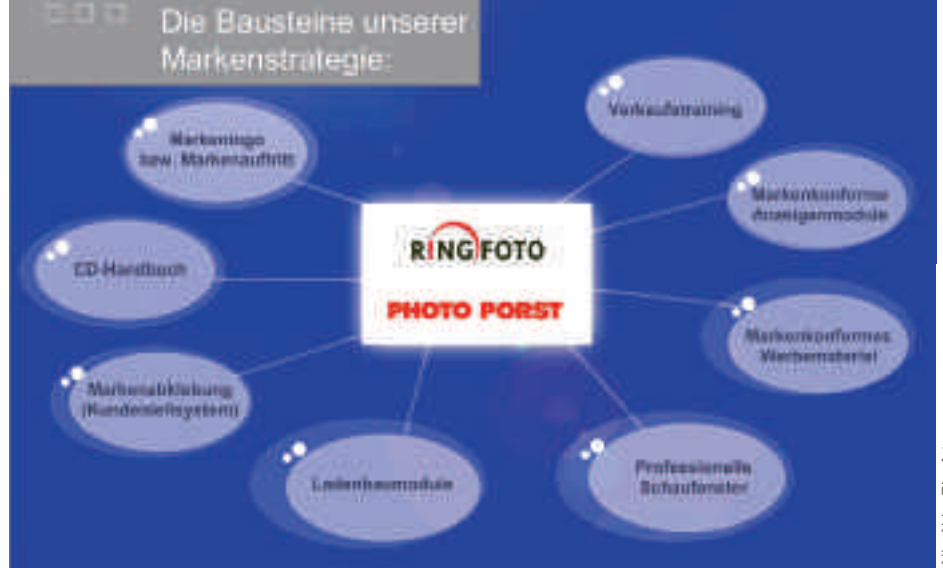 Die Bausteine unserer
Markenstrategie:
Markenlogo
bzw. Markenauftritt
Verkaufstraining
Markenkonforme
Anzeigenmodule
RINGFOTO
PHOTO PORST
CD-Handbuch
Markenkonformes
Werbematerial
Markenabklebung
(Kundenleitsystem)
Ladenbaumodule
Professionelle
Schaufenster